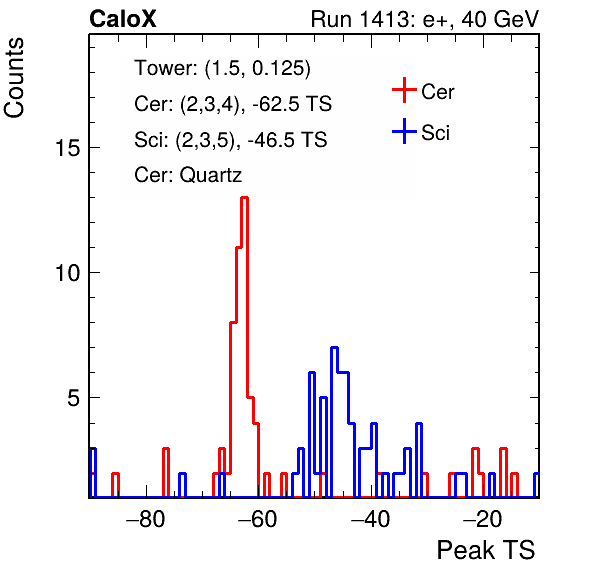 CaloX Run 1413: e+, 40 GeV
Counts
Tower: (1.5, 0.125)
Cer: (2,3,4), -62.5 TS
Sci: (2,3,5), -46.5 TS
Cer: Quartz
Cer
Sci
15
10
5
−80 −60 −40 −20
Peak TS